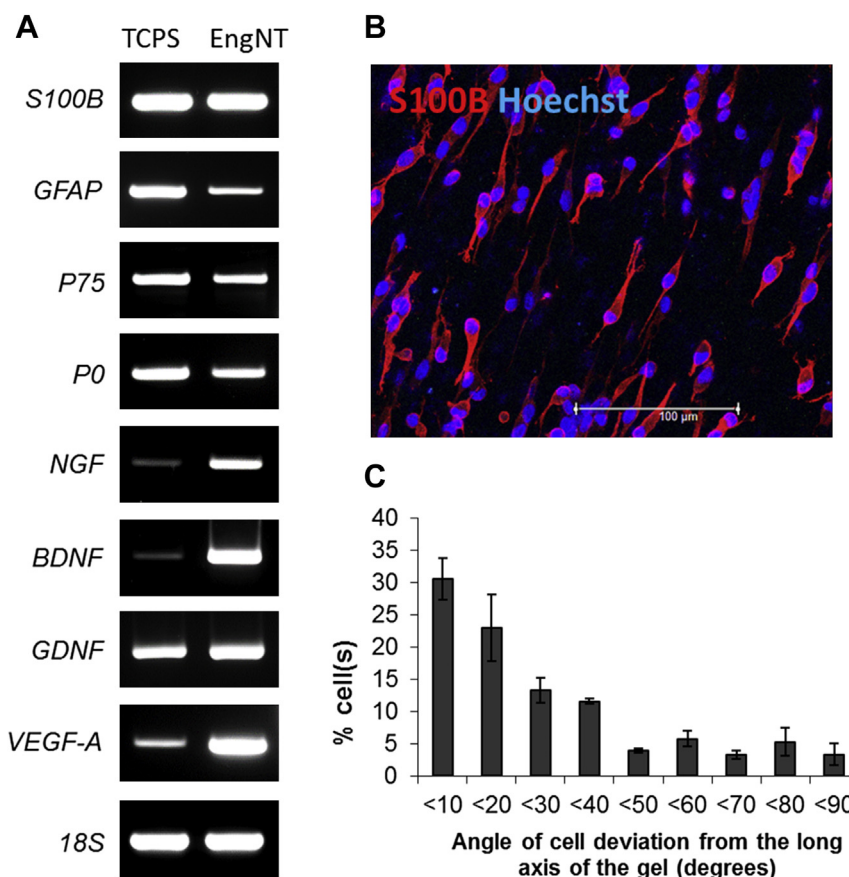 A
TCPS EngNT
S100B
GFAP
P75
P0
NGF
BDNF
GDNF
VEGF-A
18S
B
S100B Hoechst
100 µm
C
40
35
30
25
20
15
10
5
0
% cell(s)
<10 <20 <30 <40 <50 <60 <70 <80 <90
Angle of cell deviation from the long
axis of the gel (degrees)